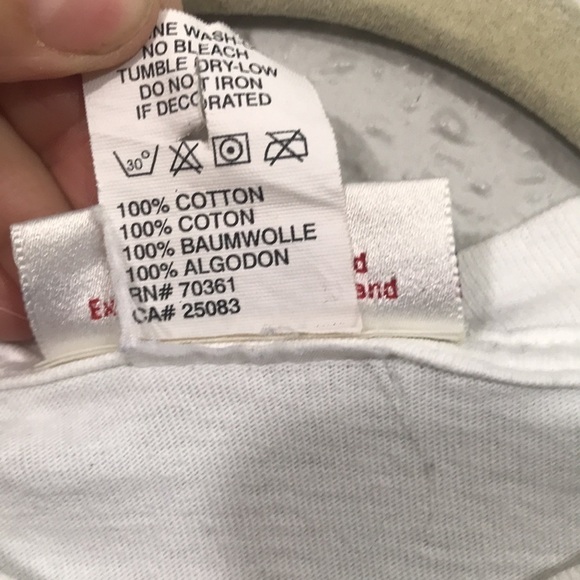 NO BLEACH
TUMBLE DRY-LOW
DO NOT IRON
IF DECORATED
30°
100% COTTON
100% COTON
100% BAUMWOLLE
100% ALGODON
RN# 70361
CA# 25083